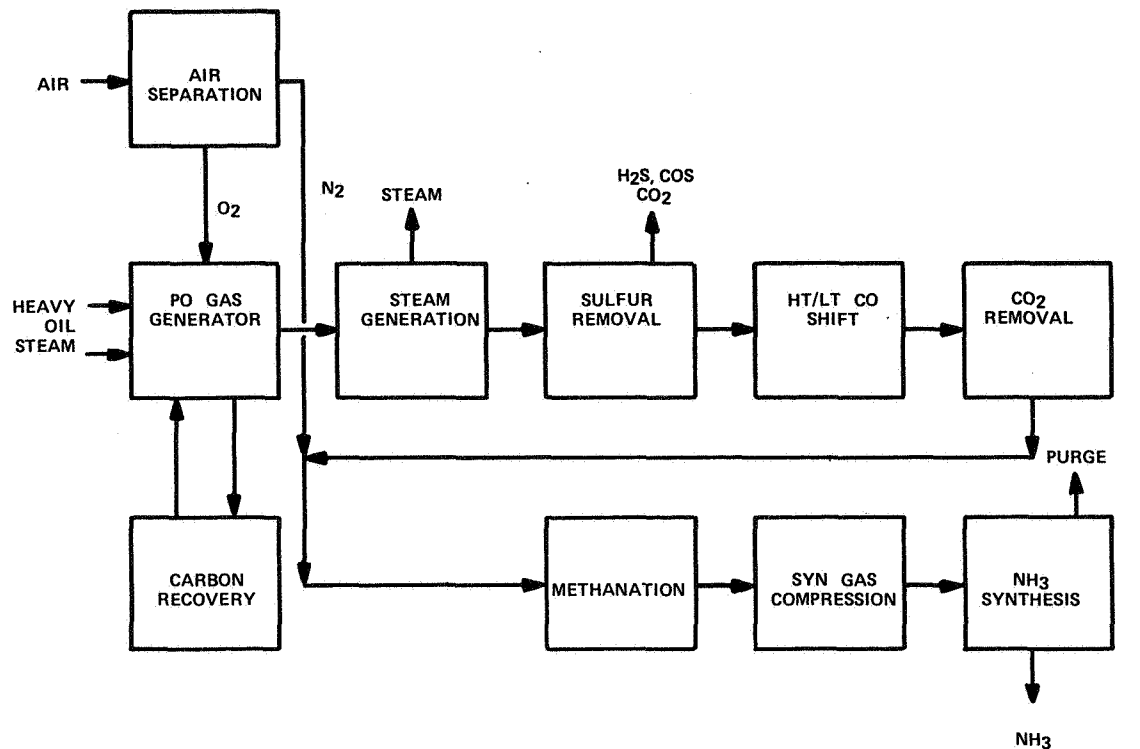 AIR
AIR
SEPARATION
O2
N2
STEAM
H2S, COS
CO2
HEAVY
OIL
STEAM
PO GAS
GENERATOR
STEAM
GENERATION
SULFUR
REMOVAL
HT/LT CO
SHIFT
CO2
REMOVAL
PURGE
CARBON
RECOVERY
METHANATION
SYN GAS
COMPRESSION
NH3
SYNTHESIS
NH3